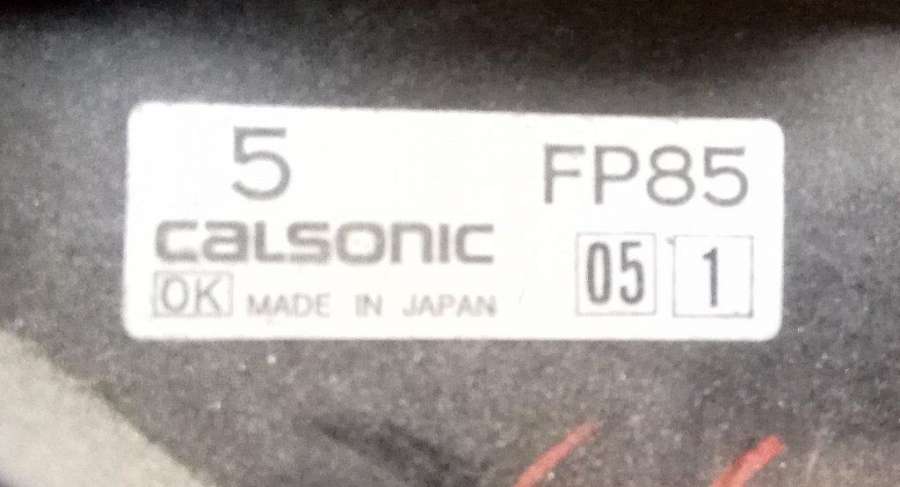 5 FP85
CALSONIC 05 1
OK MADE IN JAPAN